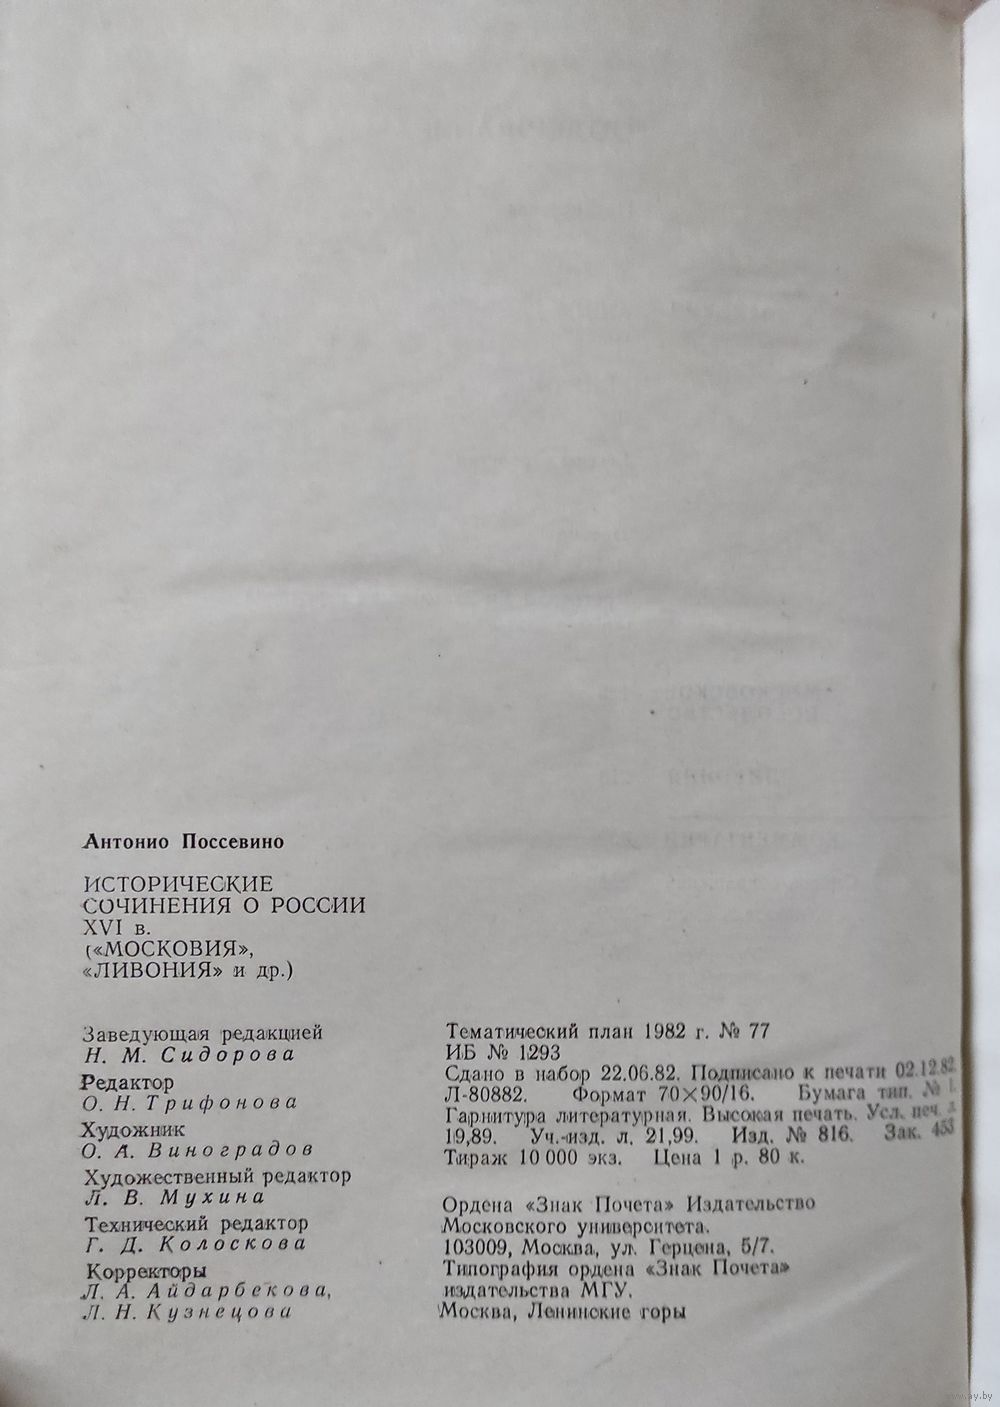 Антонио Поссевино
ИСТОРИЧЕСКИЕ
СОЧИНЕНИЯ О РОССИИ
XVI в.
(«МОСКОВИЯ»,
«ЛИВОНИЯ» и др.)
Заведующая редакцией
Н. М. Сидорова
Редактор
О. Н. Трифонова
Художник
О. А. Виноградов
Художественный редактор
Л. В. Мухина
Технический редактор
Г. Д. Колоскова
Корректоры
Л. А. Айдарбекова,
Л. Н. Кузнецова
Тематический план 1982 г. № 77
ИБ № 1293
Сдано в набор 22.06.82. Подписано к печати 02.12.82
Л-80882. Формат 70×90/16. Бумага тип. № 1.
Гарнитура литературная. Высокая печать. Усл. печ. л.
19,89. Уч.-изд. л. 21,99. Изд. № 816. Зак. 453
Тираж 10 000 экз. Цена 1 р. 80 к.
Ордена «Знак Почета» Издательство
Московского университета.
103009, Москва, ул. Герцена, 5/7.
Типография ордена «Знак Почета»
издательства МГУ.
Москва, Ленинские горы